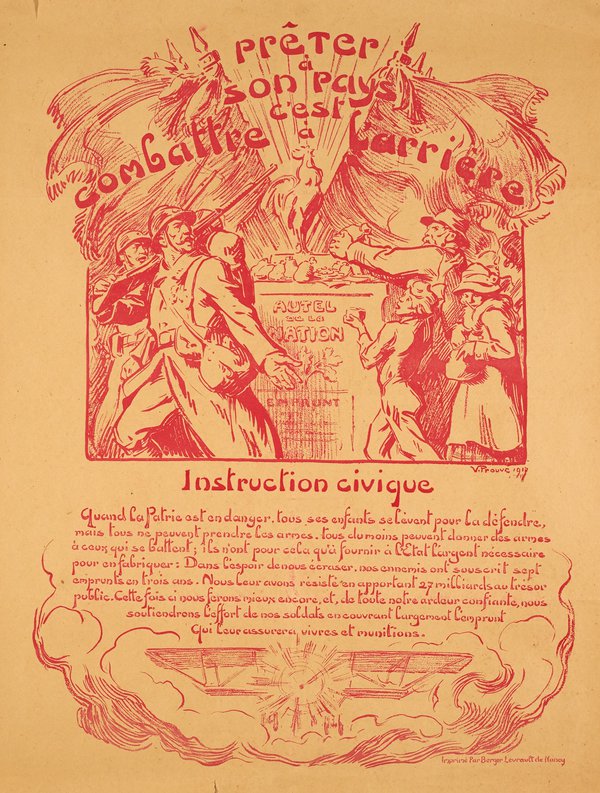 prêter
à
son pays
c'est
combattre à l'arrière
AUTEL
de la
NATION
EMPRUNT
V. Prouvé 1917
Instruction civique
Quand la Patrie est en danger, tous ses enfants se lèvent pour la défendre,
mais tous ne peuvent prendre les armes. tous du moins peuvent donner des armes
à ceux qui se battent ; ils n'ont pour cela qu'à fournir à l'État l'argent nécessaire
pour en fabriquer : Dans l'espoir de nous écraser, nos ennemis ont souscrit sept
emprunts en trois ans. Nous leur avons résisté en apportant 27 milliards au trésor
public. Cette fois ci nous ferons mieux encore, et, de toute notre ardeur confiante, nous
soutiendrons l'effort de nos soldats en couvrant largement l'emprunt
Qui leur assurera vivres et munitions.
Imprimé Par Berger Levrault de Nancy